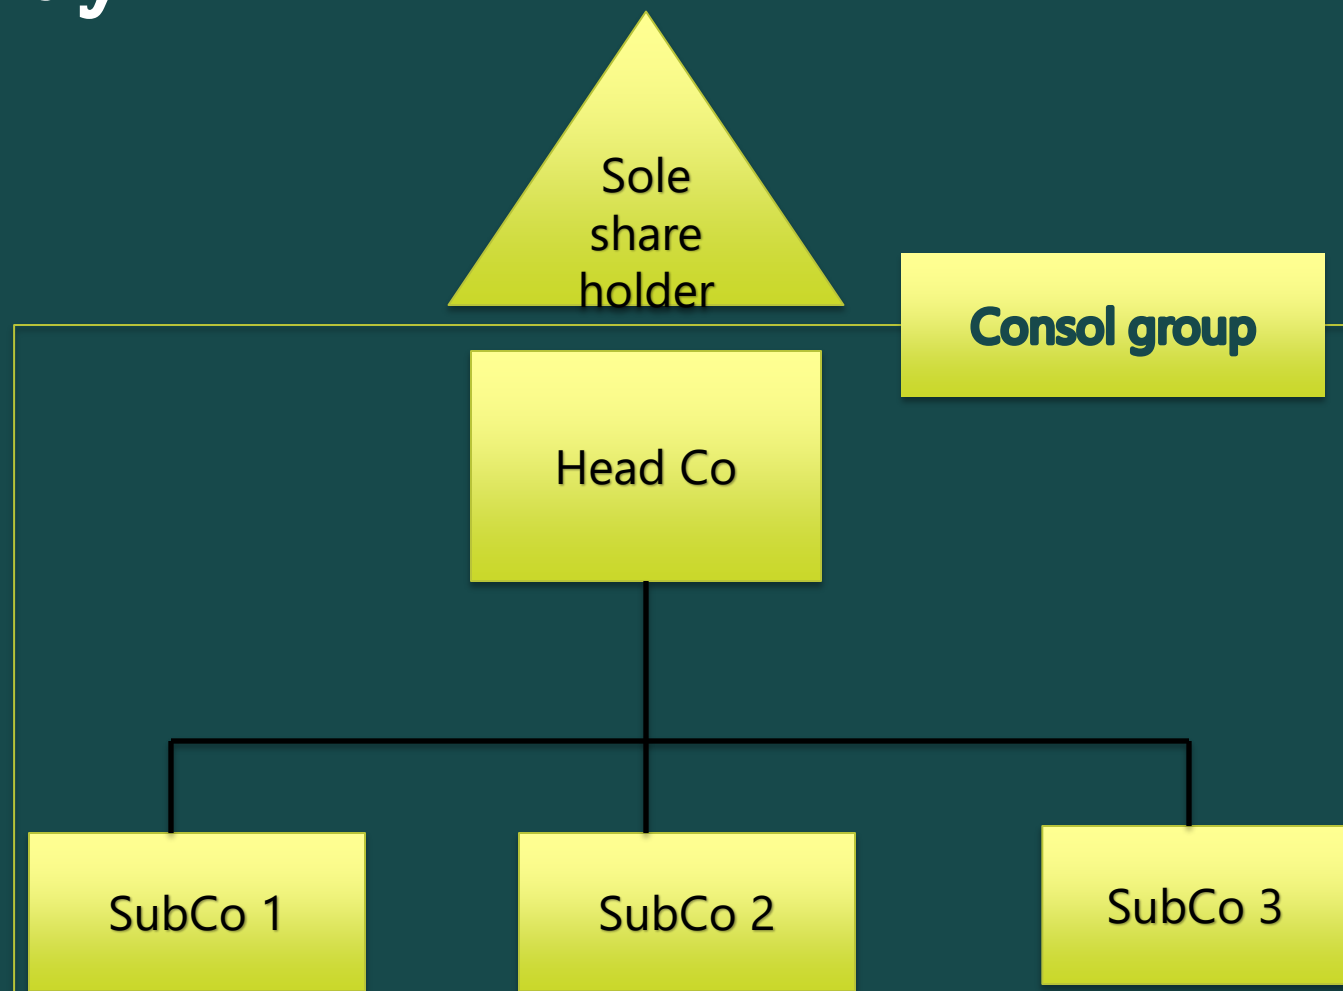 Sole
share
holder
Consol group
Head Co
SubCo 1
SubCo 2
SubCo 3